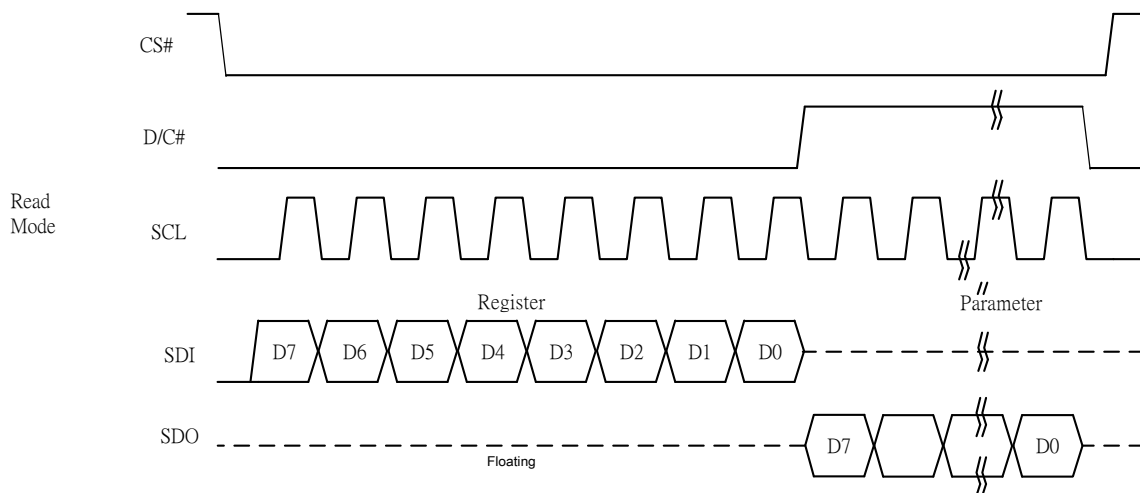 CS#
D/C#
Read
Mode
SCL
Register
Parameter
SDI
D7 D6 D5 D4 D3 D2 D1 D0
SDO
D7 D0
Floating